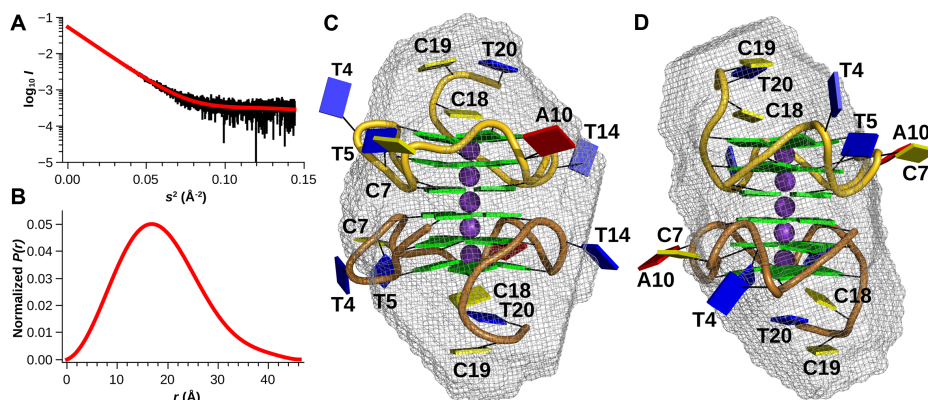 A
log10 I
−1
−2
−3
−4
−5
0.00
0.05
0.10
0.15
s² (Å⁻²)
B
Normalized P(r)
0.05
0.04
0.03
0.02
0.01
0.00
0
10
20
30
40
r (Å)
C
C19
T20
T4
C18
A10
T14
T5
C7
C7
T14
T4
T5
C18
T20
C19
D
C19
T20
T4
C18
T5
A10
C7
C7
A10
T4
C18
T20
C19